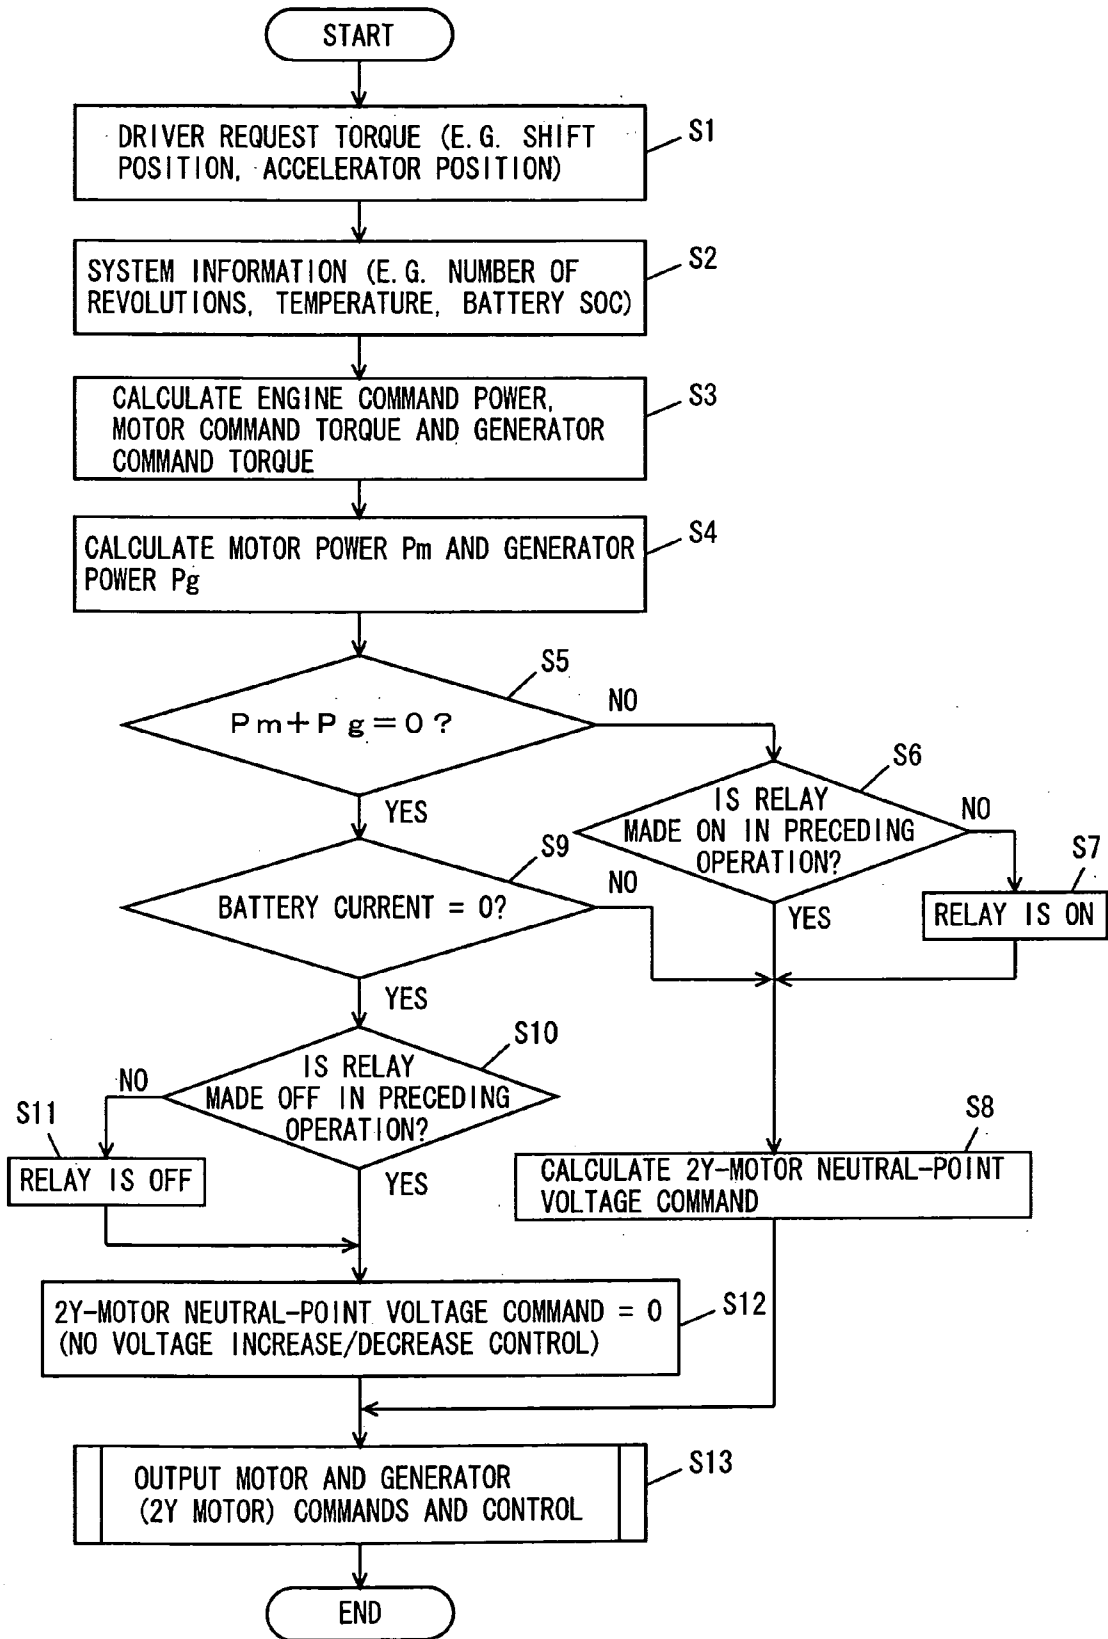 START
S1
DRIVER REQUEST TORQUE (E.G. SHIFT
POSITION, ACCELERATOR POSITION)
S2
SYSTEM INFORMATION (E.G. NUMBER OF
REVOLUTIONS, TEMPERATURE, BATTERY SOC)
S3
CALCULATE ENGINE COMMAND POWER,
MOTOR COMMAND TORQUE AND GENERATOR
COMMAND TORQUE
S4
CALCULATE MOTOR POWER Pm AND GENERATOR
POWER Pg
S5
Pm+Pg=0?
NO
YES
S6
IS RELAY
MADE ON IN PRECEDING
OPERATION?
NO
YES
S7
RELAY IS ON
S9
BATTERY CURRENT = 0?
NO
YES
S10
IS RELAY
MADE OFF IN PRECEDING
OPERATION?
NO
YES
S11
RELAY IS OFF
S8
CALCULATE 2Y-MOTOR NEUTRAL-POINT
VOLTAGE COMMAND
S12
2Y-MOTOR NEUTRAL-POINT VOLTAGE COMMAND = 0
(NO VOLTAGE INCREASE/DECREASE CONTROL)
S13
OUTPUT MOTOR AND GENERATOR
(2Y MOTOR) COMMANDS AND CONTROL
END